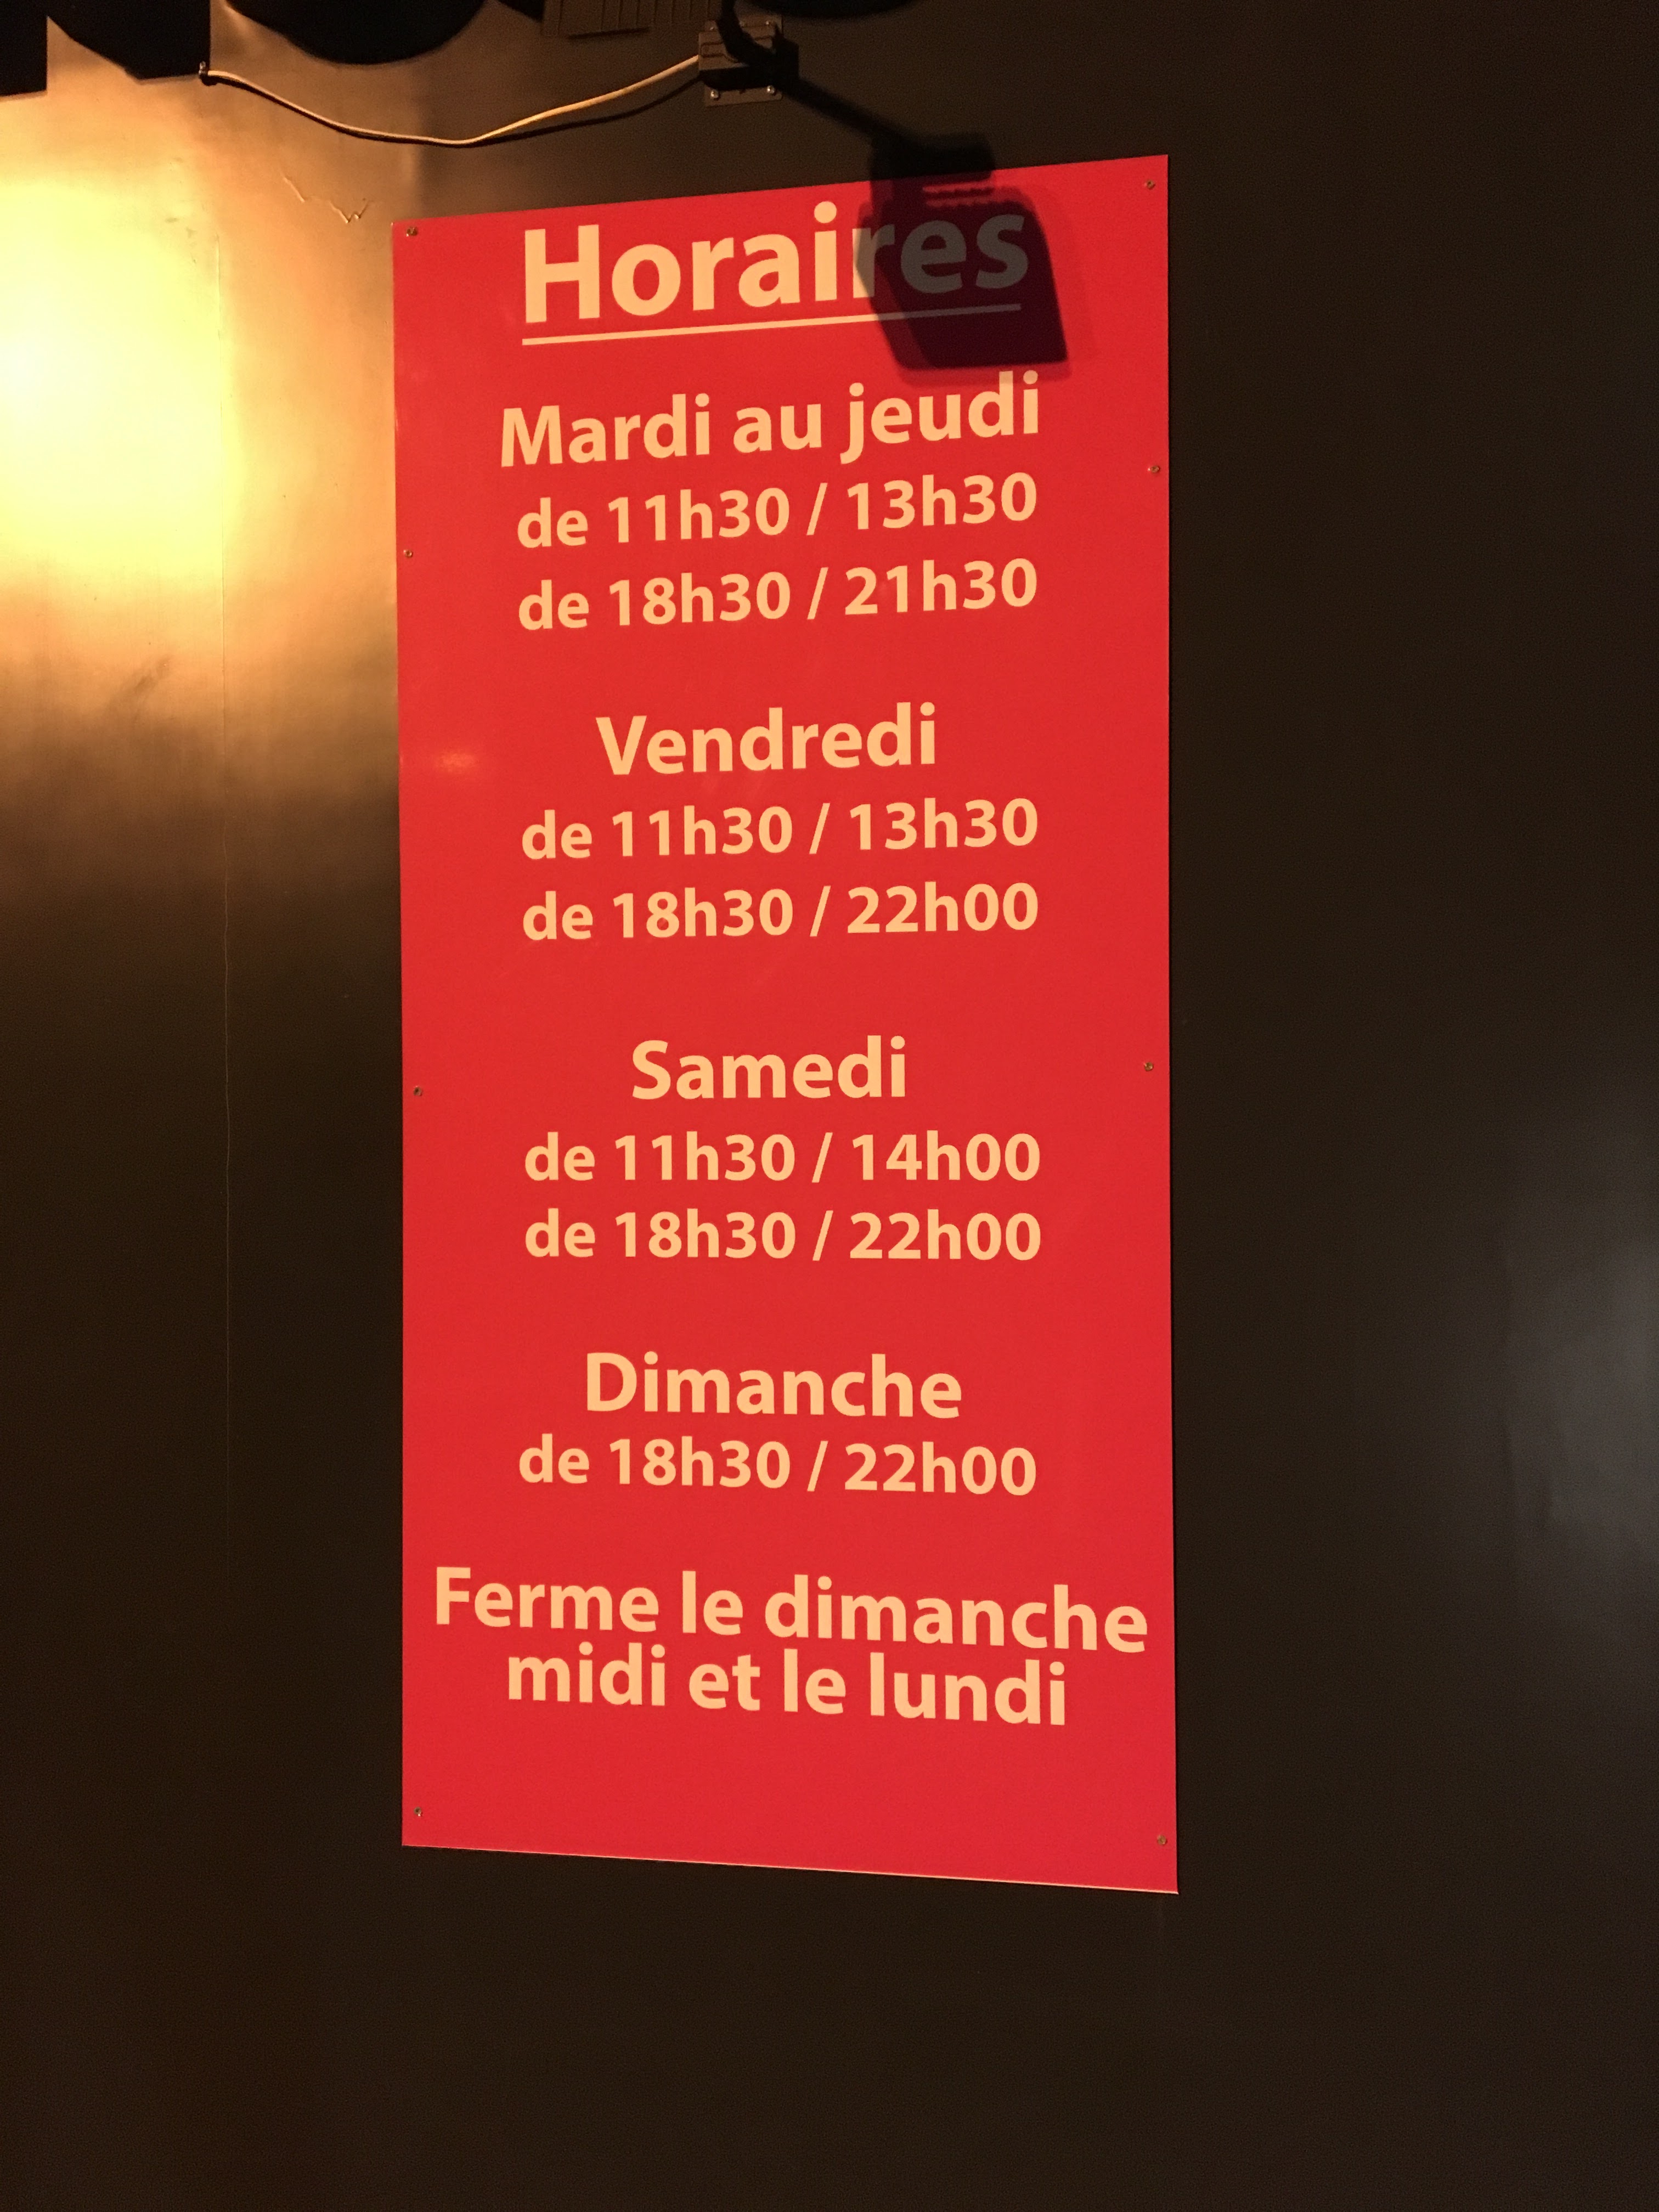 Horaires
Mardi au jeudi
de 11h30 / 13h30
de 18h30 / 21h30
Vendredi
de 11h30 / 13h30
de 18h30 / 22h00
Samedi
de 11h30 / 14h00
de 18h30 / 22h00
Dimanche
de 18h30 / 22h00
Ferme le dimanche
midi et le lundi